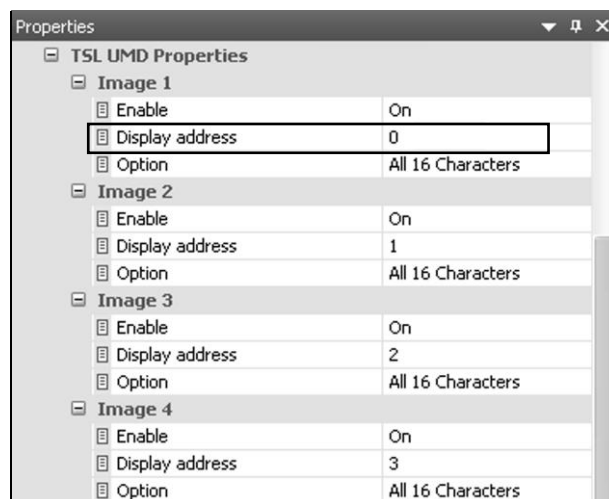 Properties
TSL UMD Properties
Image 1
Enable On
Display address 0
Option All 16 Characters
Image 2
Enable On
Display address 1
Option All 16 Characters
Image 3
Enable On
Display address 2
Option All 16 Characters
Image 4
Enable On
Display address 3
Option All 16 Characters